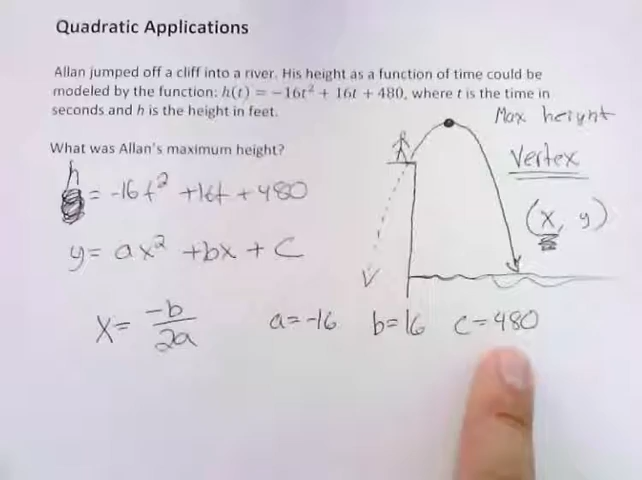 Quadratic Applications
Allan jumped off a cliff into a river. His height as a function of time could be
modeled by the function: h(t) = −16t² + 16t + 480, where t is the time in
seconds and h is the height in feet.
Max height
What was Allan's maximum height?
Vertex
h = -16t² +16t + 480
(x, y)
y = ax² + bx + c
x = -b/2a
a = -16 b = 16 c = 480